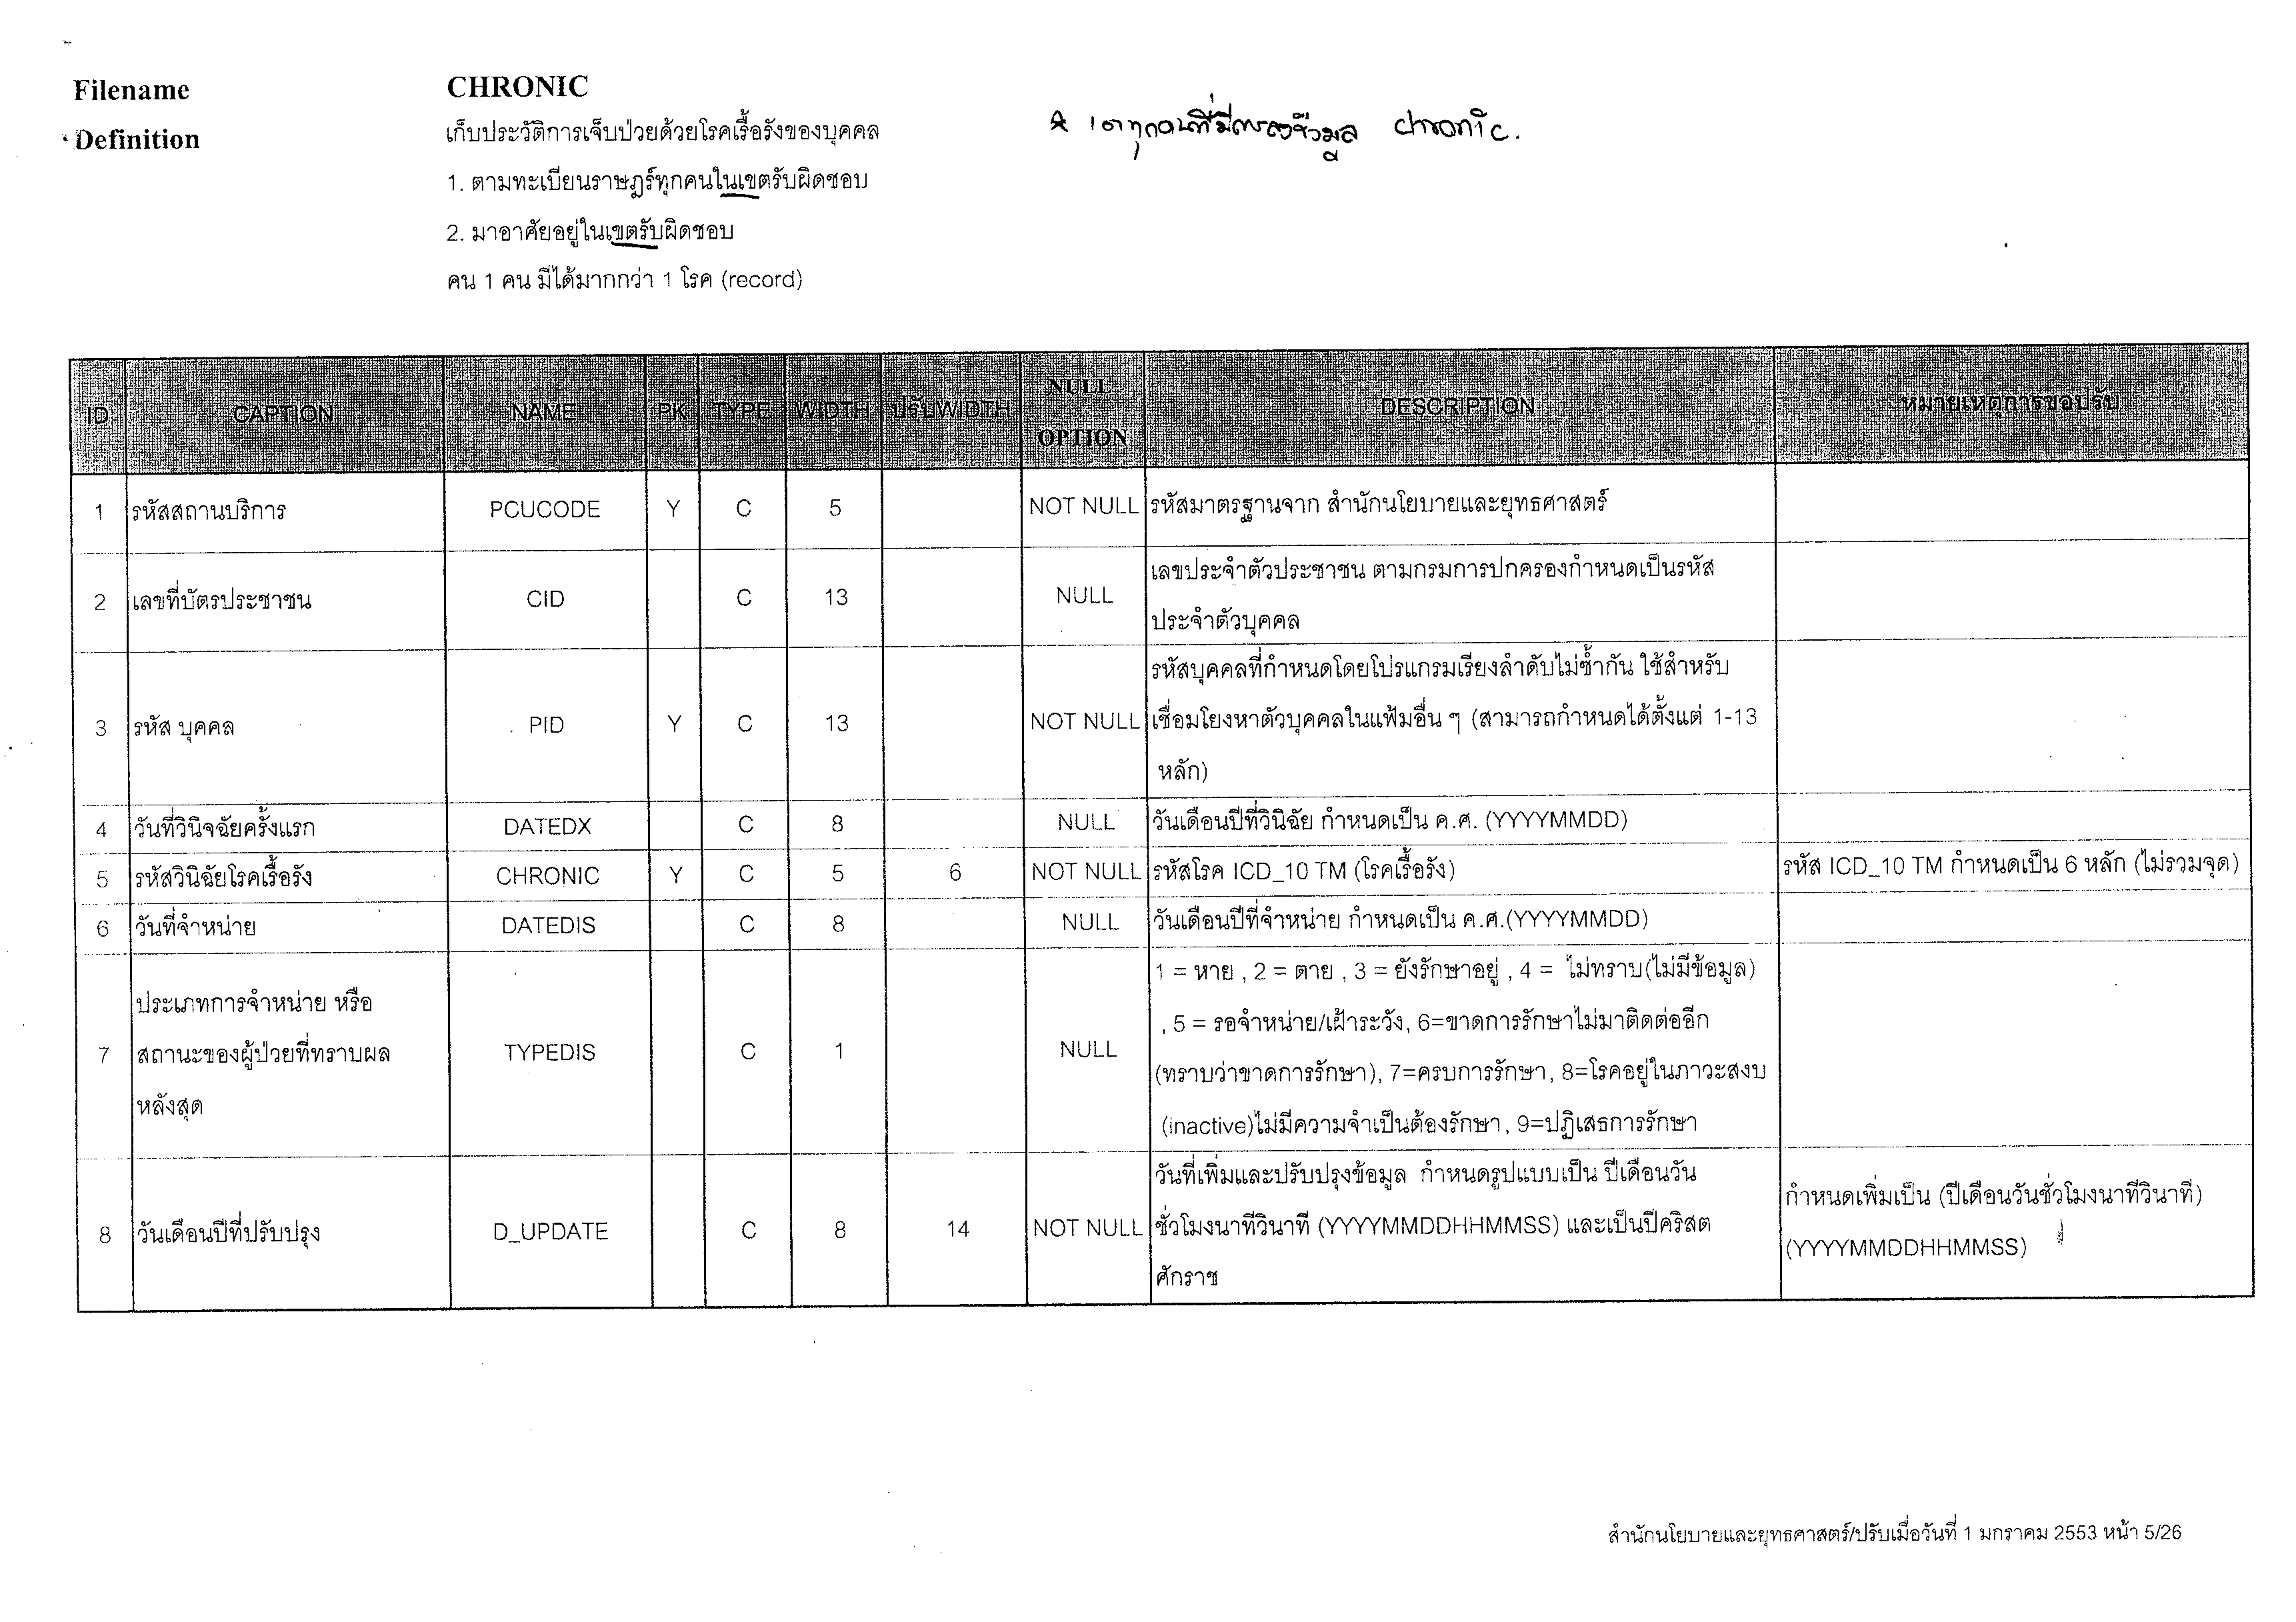 Filename CHRONIC
Definition เก็บประวัติการเจ็บป่วยด้วยโรคเรื้อรังของบุคคล
chronic.
1. ตามทะเบียนราษฎร์ทุกคนในเขตรับผิดชอบ
2. มาอาศัยอยู่ในเขตรับผิดชอบ
คน 1 คน มีได้มากกว่า 1 โรค (record)
ID CAPTION NAME PK TYPE WIDTH ปรับWIDTH NULL OPTION DESCRIPTION หมายเหตุการขอปรับ
1 รหัสสถานบริการ PCUCODE Y C 5 NOT NULL รหัสมาตรฐานจาก สำนักนโยบายและยุทธศาสตร์
2 เลขที่บัตรประชาชน CID C 13 NULL เลขประจำตัวประชาชน ตามกรมการปกครองกำหนดเป็นรหัส
ประจำตัวบุคคล
3 รหัส บุคคล PID Y C 13 NOT NULL รหัสบุคคลที่กำหนดโดยโปรแกรมเรียงลำดับไม่ซ้ำกัน ใช้สำหรับ
เชื่อมโยงหาตัวบุคคลในแฟ้มอื่น ๆ (สามารถกำหนดได้ตั้งแต่ 1-13
หลัก)
4 วันที่วินิจฉัยครั้งแรก DATEDX C 8 NULL วันเดือนปีที่วินิฉัย กำหนดเป็น ค.ศ. (YYYYMMDD)
5 รหัสวินิฉัยโรคเรื้อรัง CHRONIC Y C 5 6 NOT NULL รหัสโรค ICD_10 TM (โรคเรื้อรัง) รหัส ICD_10 TM กำหนดเป็น 6 หลัก (ไม่รวมจุด)
6 วันที่จำหน่าย DATEDIS C 8 NULL วันเดือนปีที่จำหน่าย กำหนดเป็น ค.ศ.(YYYYMMDD)
7 ประเภทการจำหน่าย หรือ
สถานะของผู้ป่วยที่ทราบผล
หลังสุด TYPEDIS C 1 NULL 1 = หาย , 2 = ตาย , 3 = ยังรักษาอยู่ , 4 = ไม่ทราบ(ไม่มีข้อมูล)
, 5 = รอจำหน่าย/เฝ้าระวัง, 6=ขาดการรักษาไม่มาติดต่ออีก
(ทราบว่าขาดการรักษา), 7=ครบการรักษา, 8=โรคอยู่ในภาวะสงบ
(inactive)ไม่มีความจำเป็นต้องรักษา, 9=ปฏิเสธการรักษา
8 วันเดือนปีที่ปรับปรุง D_UPDATE C 8 14 NOT NULL วันที่เพิ่มและปรับปรุงข้อมูล กำหนดรูปแบบเป็น ปีเดือนวัน
ชั่วโมงนาทีวินาที (YYYYMMDDHHMMSS) และเป็นปีคริสต
ศักราช
กำหนดเพิ่มเป็น (ปีเดือนวันชั่วโมงนาทีวินาที)
(YYYYMMDDHHMMSS)
สำนักนโยบายและยุทธศาสตร์/ปรับเมื่อวันที่ 1 มกราคม 2553 หน้า 5/26